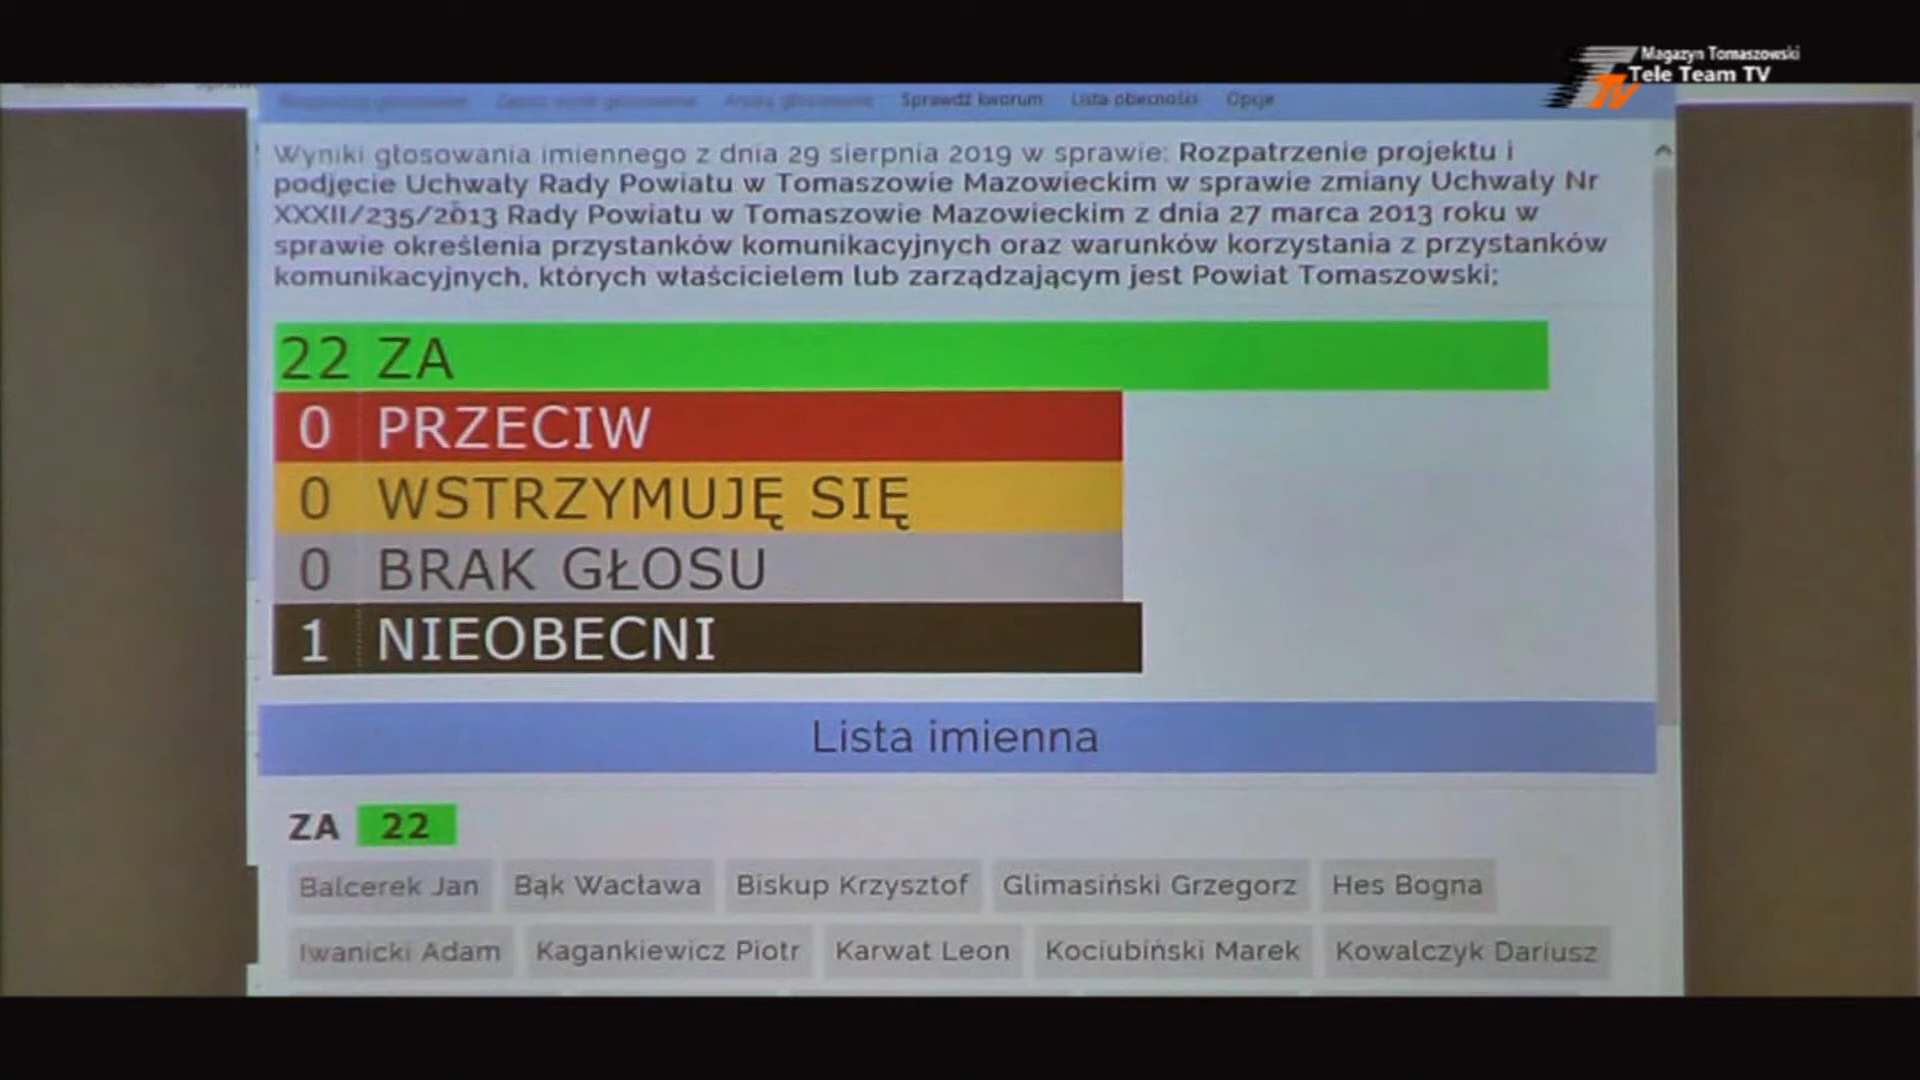 Magazyn Tomaszowski
Tele Team TV
TTV
Sprawdź kworum Lista obecności Opcje
Wyniki głosowania imiennego z dnia 29 sierpnia 2019 w sprawie: Rozpatrzenie projektu i
podjęcie Uchwały Rady Powiatu w Tomaszowie Mazowieckim w sprawie zmiany Uchwały Nr
XXXII/235/2013 Rady Powiatu w Tomaszowie Mazowieckim z dnia 27 marca 2013 roku w
sprawie określenia przystanków komunikacyjnych oraz warunków korzystania z przystanków
komunikacyjnych, których właścicielem lub zarządzającym jest Powiat Tomaszowski;
22 ZA
0 PRZECIW
0 WSTRZYMUJĘ SIĘ
0 BRAK GŁOSU
1 NIEOBECNI
Lista imienna
ZA 22
Balcerek Jan Bąk Wacława Biskup Krzysztof Glimasiński Grzegorz Hes Bogna
Iwanicki Adam Kagankiewicz Piotr Karwat Leon Kociubiński Marek Kowalczyk Dariusz